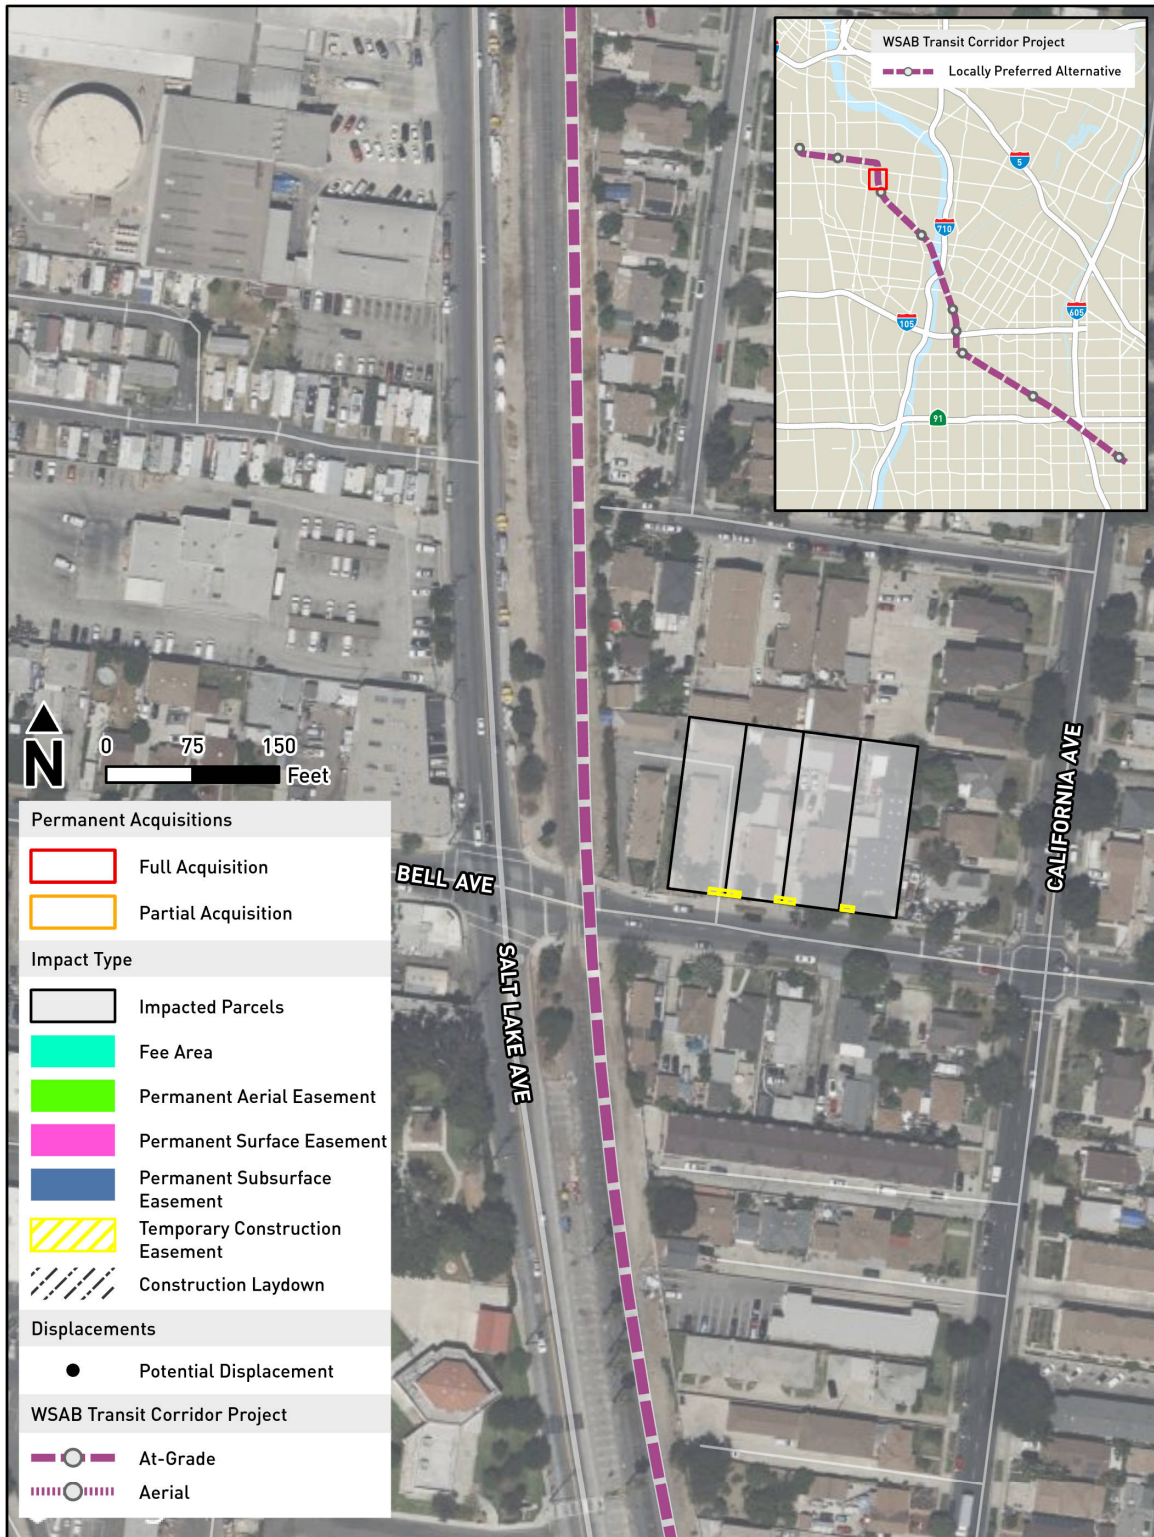 WSAB Transit Corridor Project
Locally Preferred Alternative
5
710
105
605
91
N
0 75 150
Feet
BELL AVE
SALT LAKE AVE
CALIFORNIA AVE
Permanent Acquisitions
Full Acquisition
Partial Acquisition
Impact Type
Impacted Parcels
Fee Area
Permanent Aerial Easement
Permanent Surface Easement
Permanent Subsurface
Easement
Temporary Construction
Easement
Construction Laydown
Displacements
Potential Displacement
WSAB Transit Corridor Project
At-Grade
Aerial